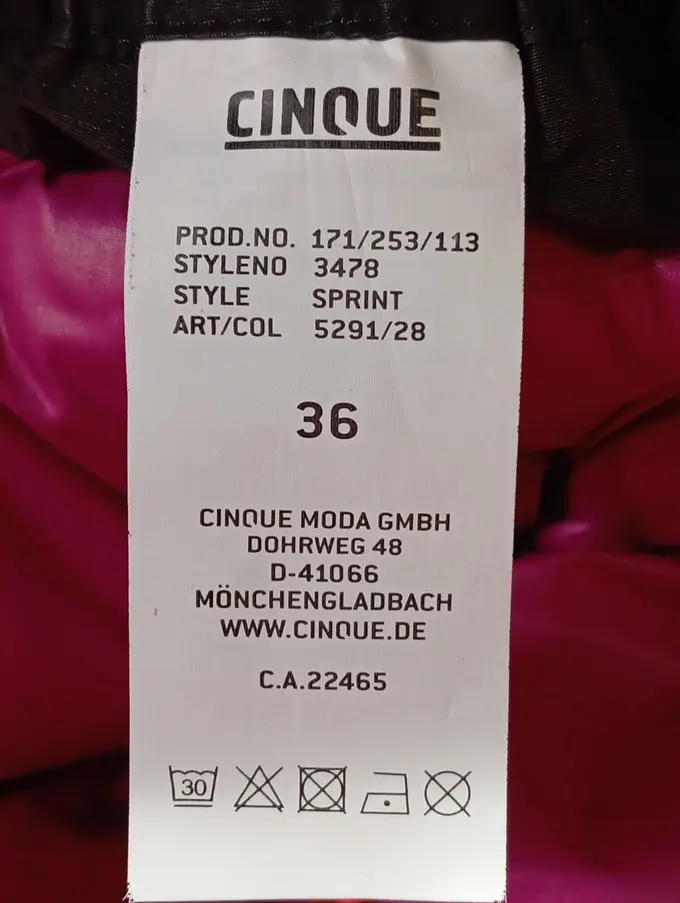 CINQUE
PROD.NO. 171/253/113
STYLENO 3478
STYLE SPRINT
ART/COL 5291/28
36
CINQUE MODA GMBH
DOHRWEG 48
D-41066
MÖNCHENGLADBACH
WWW.CINQUE.DE
C.A.22465
30